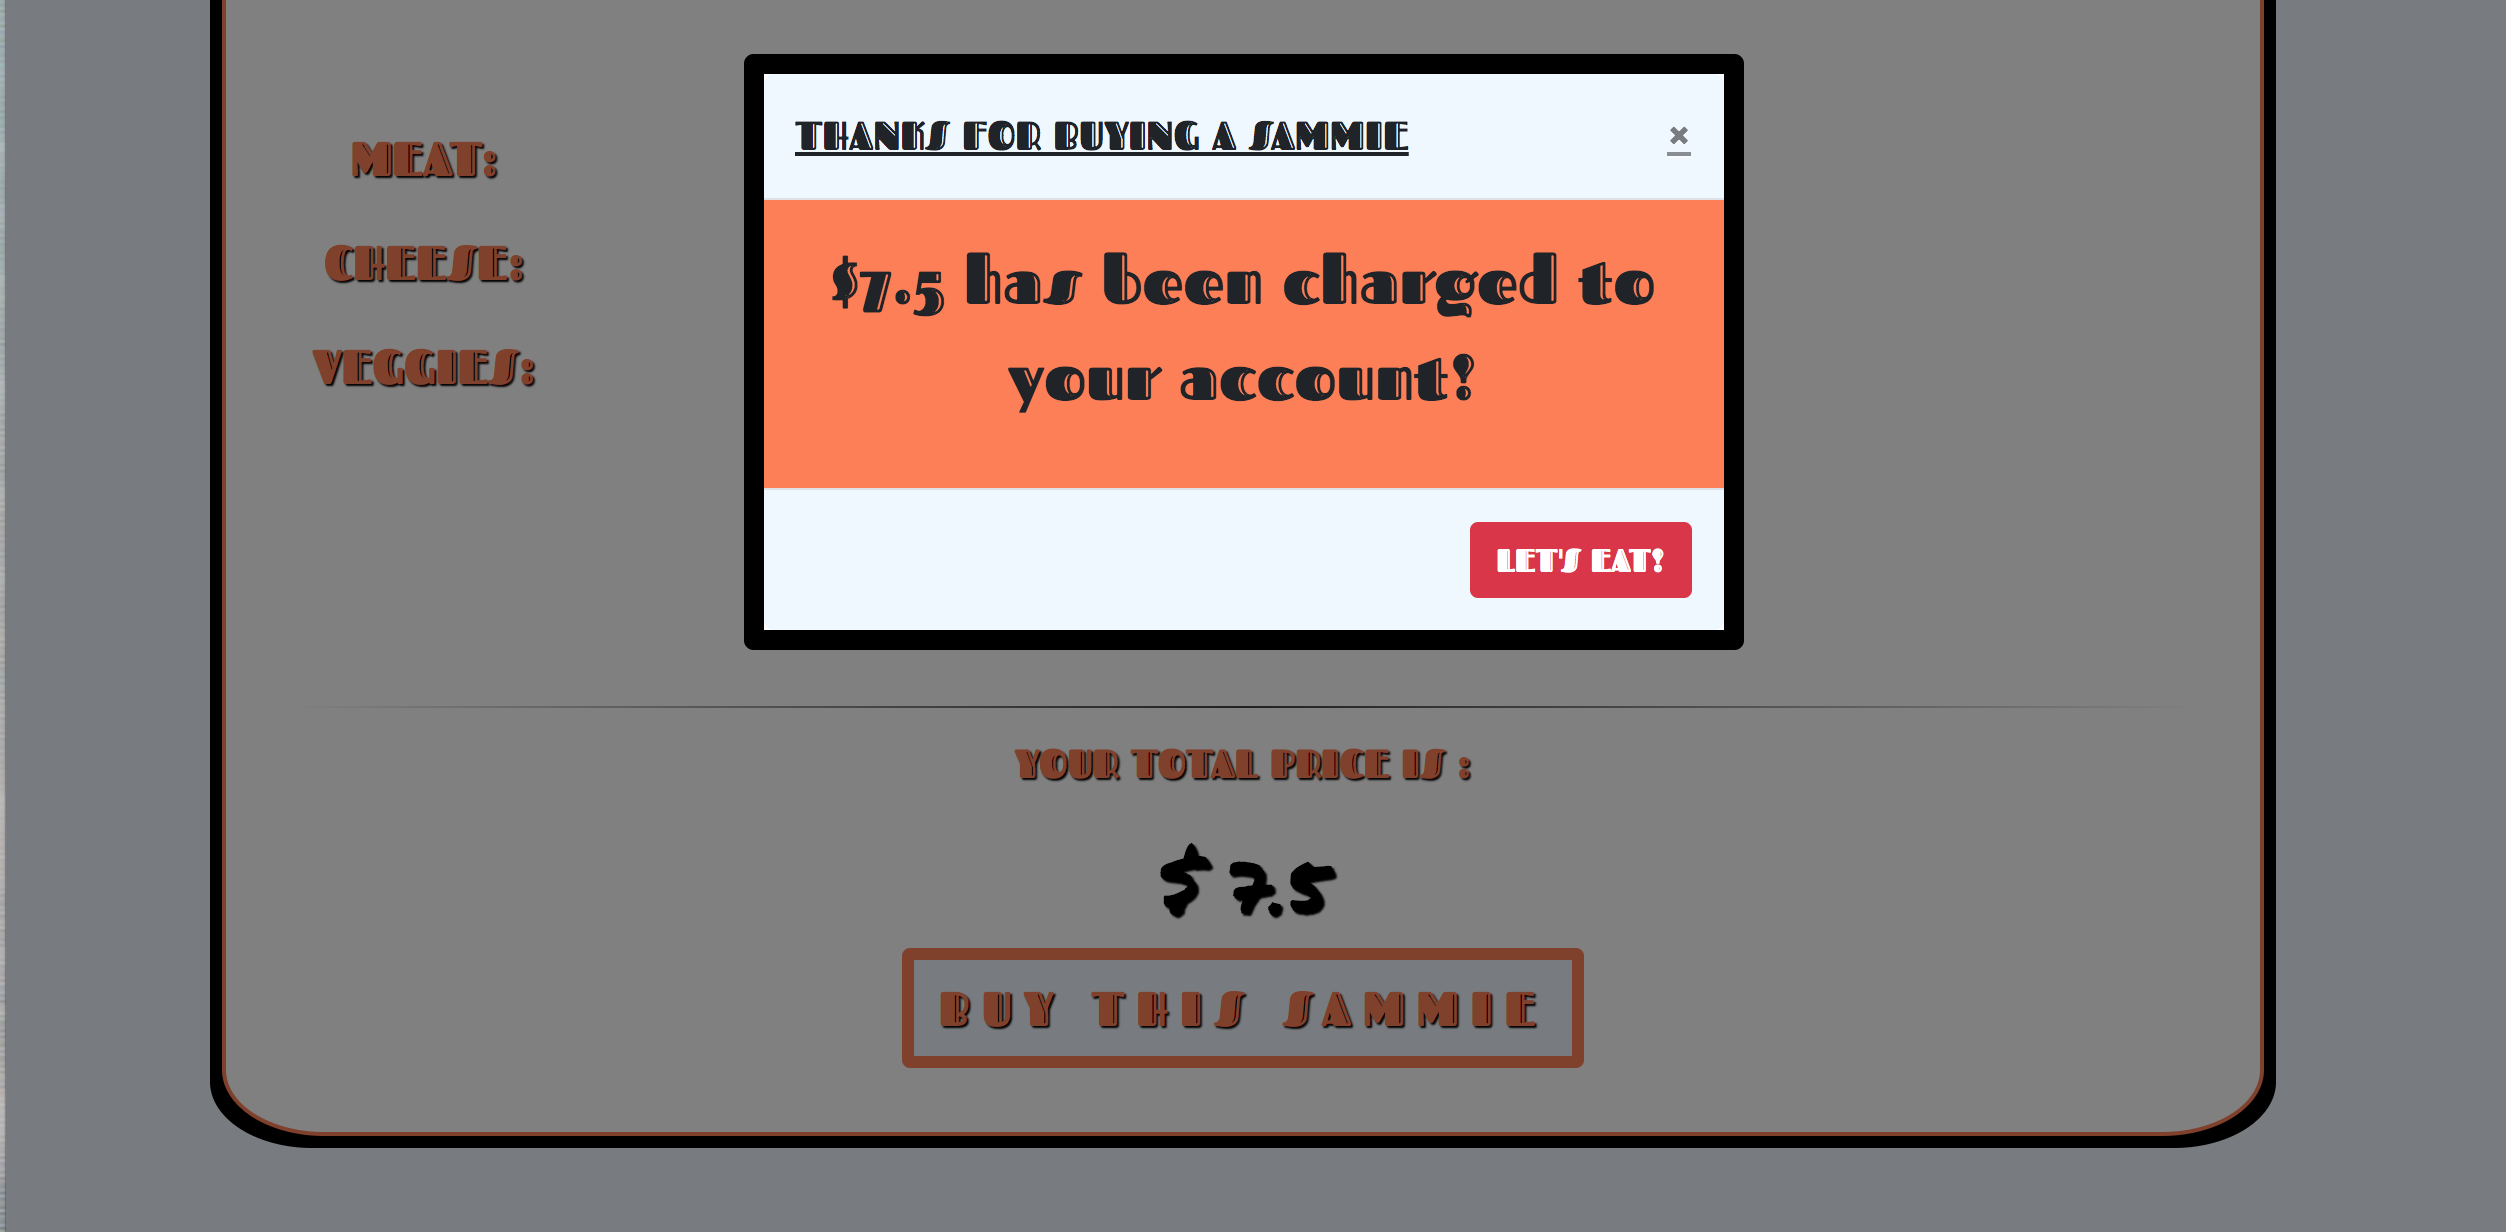 THANKS FOR BUYING A SAMMIE ×
MEAT:
CHEESE:
VEGGIES:
$7.5 has been charged to
your account!
LET'S EAT!
YOUR TOTAL PRICE IS :
$ 7.5
BUY THIS SAMMIE